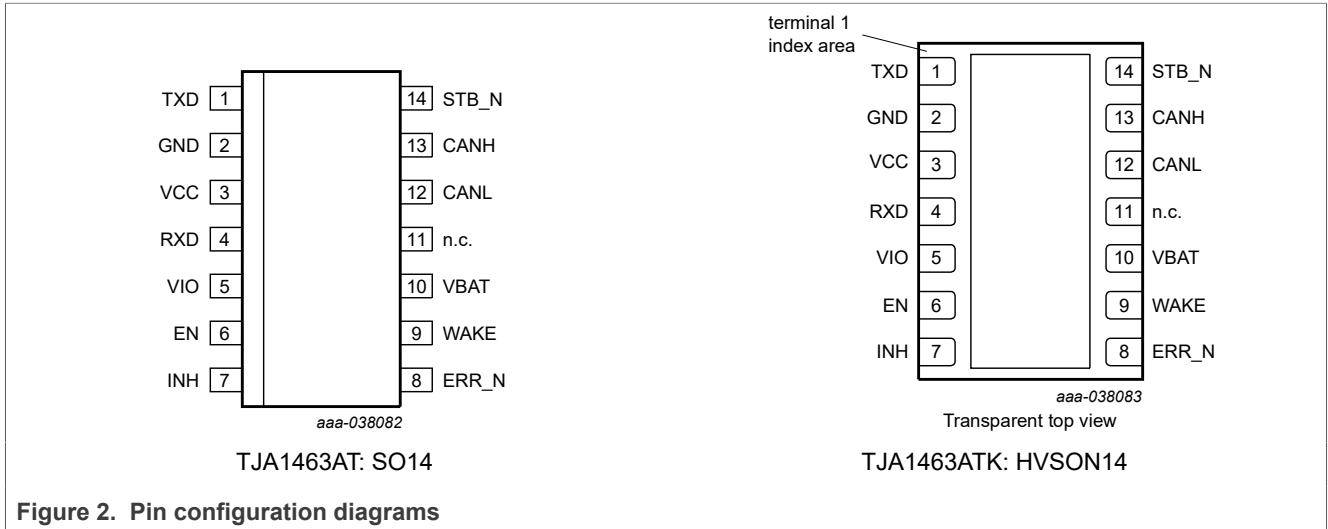 TXD 1 14 STB_N
GND 2 13 CANH
VCC 3 12 CANL
RXD 4 11 n.c.
VIO 5 10 VBAT
EN 6 9 WAKE
INH 7 8 ERR_N
aaa-038082
TJA1463AT: SO14
terminal 1
index area
TXD 1 14 STB_N
GND 2 13 CANH
VCC 3 12 CANL
RXD 4 11 n.c.
VIO 5 10 VBAT
EN 6 9 WAKE
INH 7 8 ERR_N
aaa-038083
Transparent top view
TJA1463ATK: HVSON14
Figure 2. Pin configuration diagrams